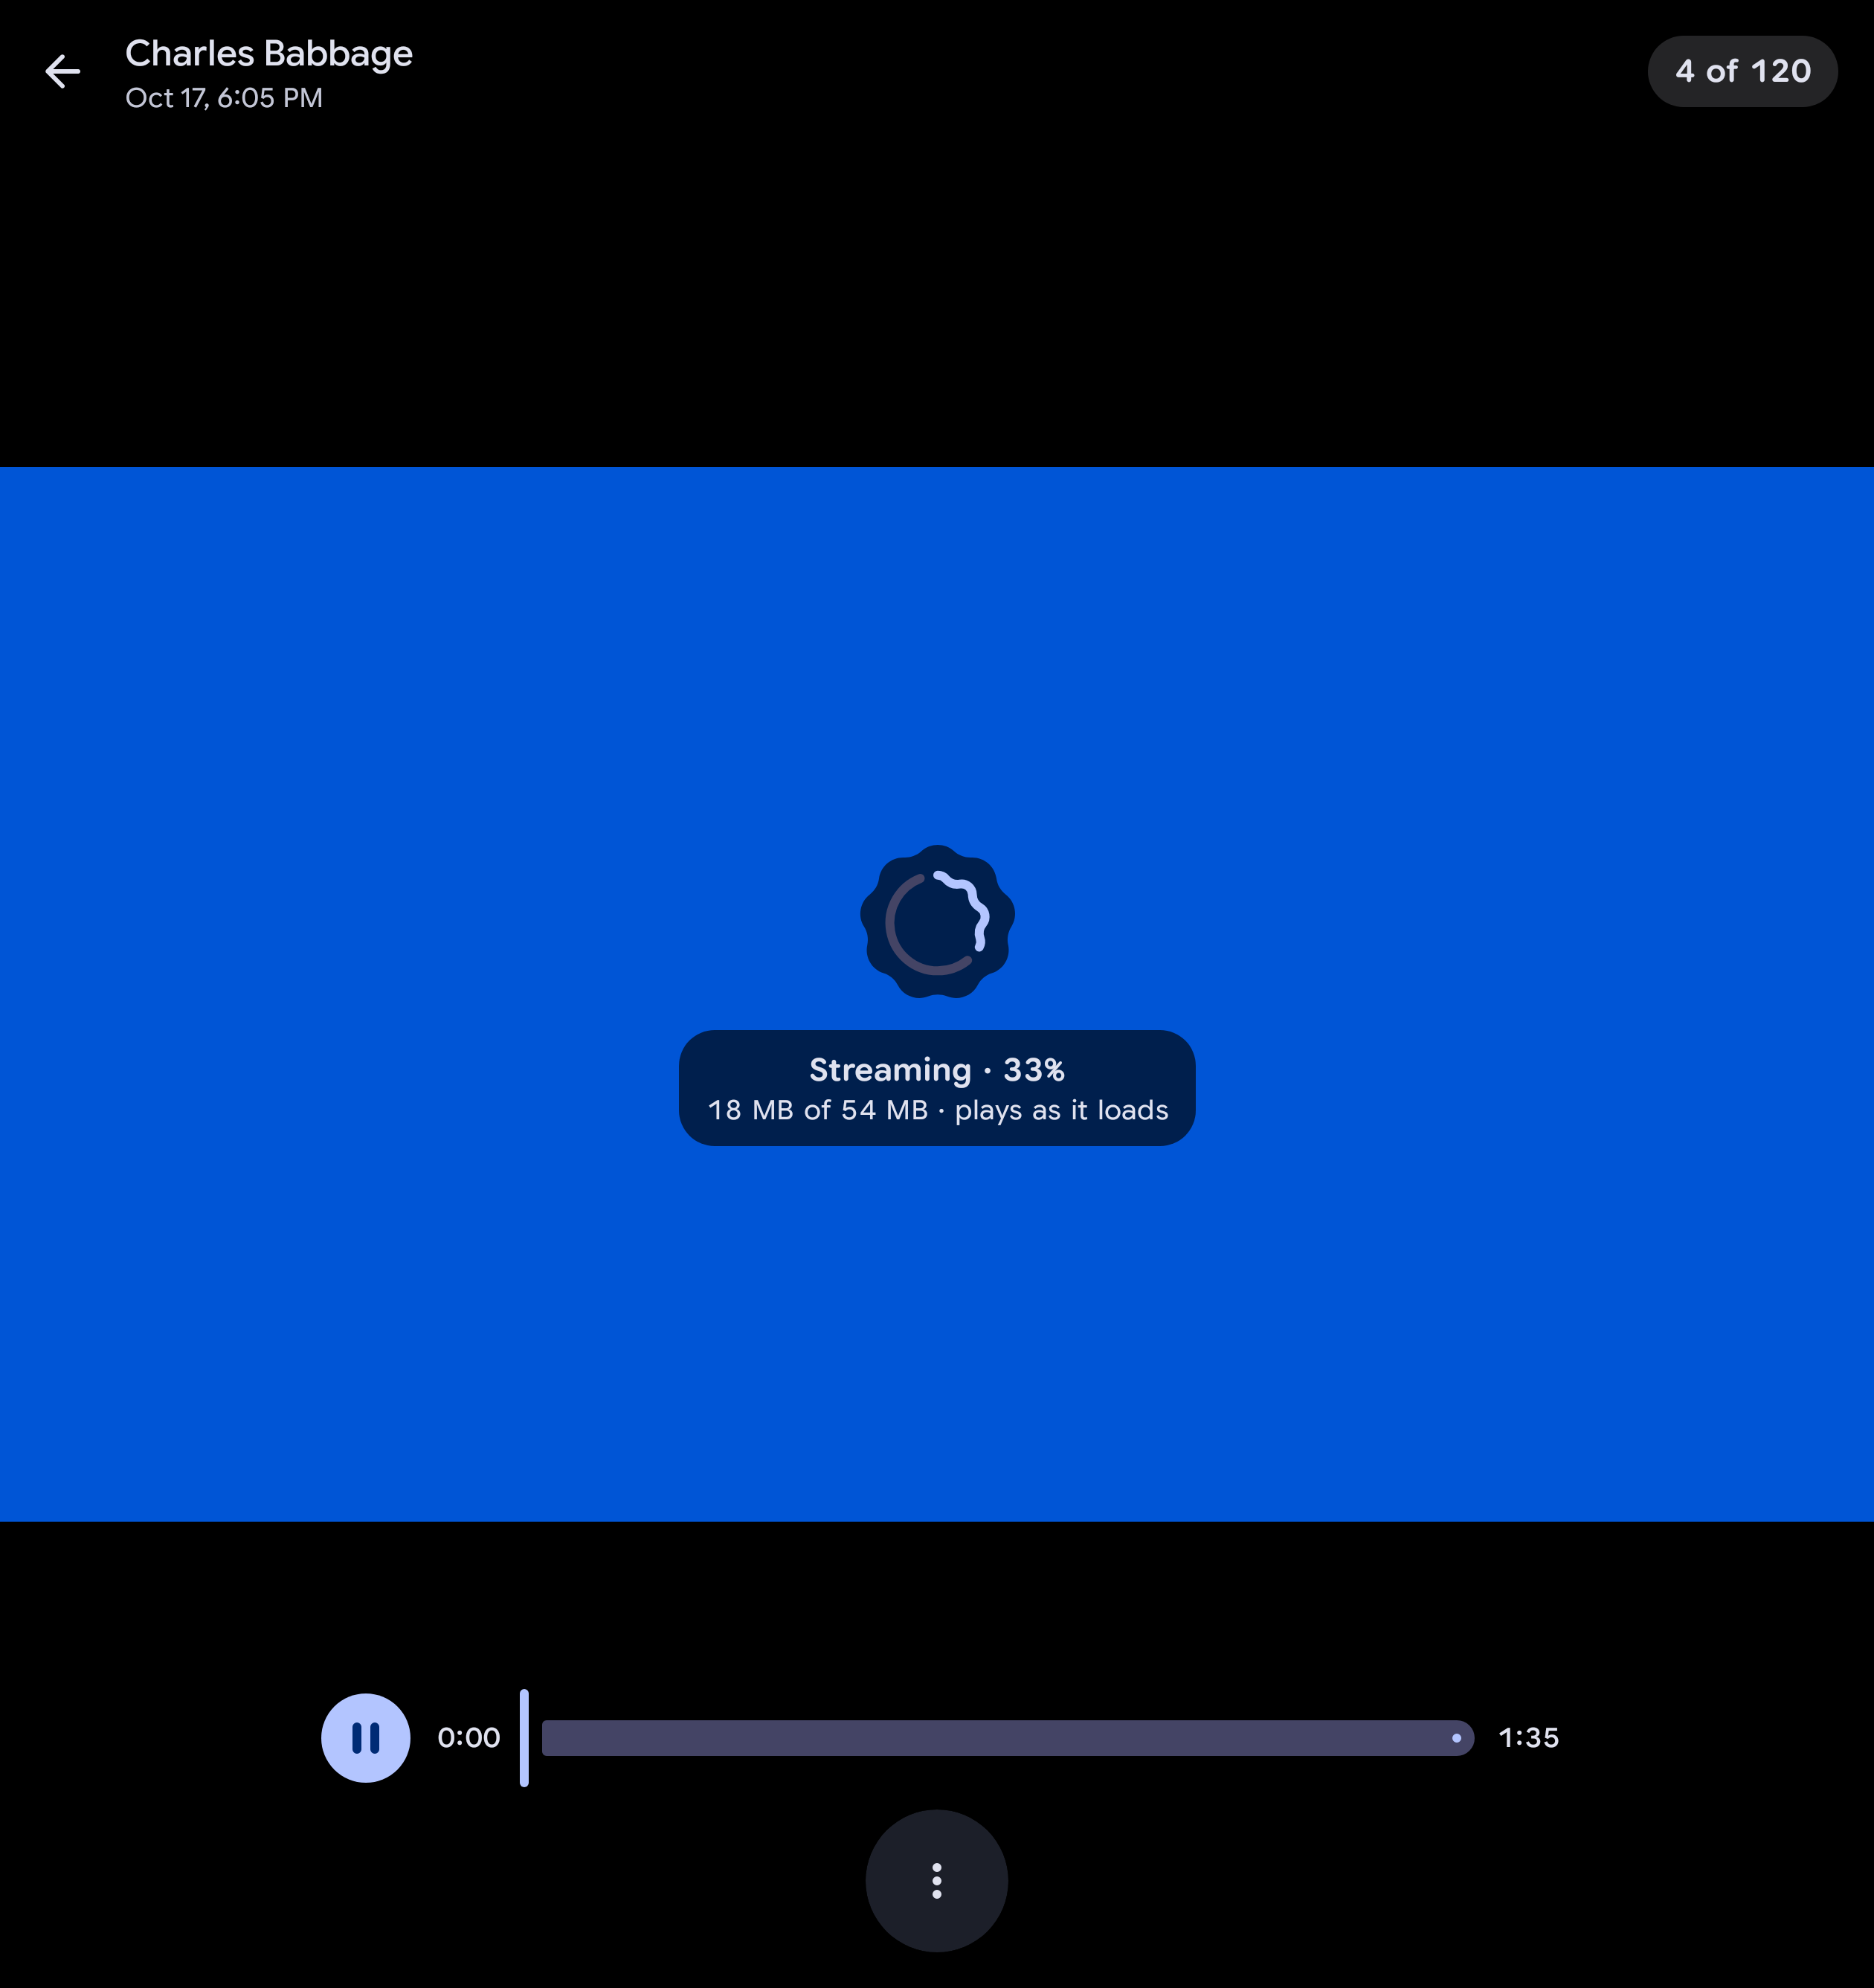 Charles Babbage
Oct 17, 6:05 PM
4 of 120
Streaming · 33%
18 MB of 54 MB · plays as it loads
0:00
1:35